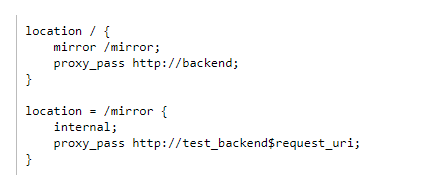 location / {
    mirror /mirror;
    proxy_pass http://backend;
}

location = /mirror {
    internal;
    proxy_pass http://test_backend$request_uri;
}